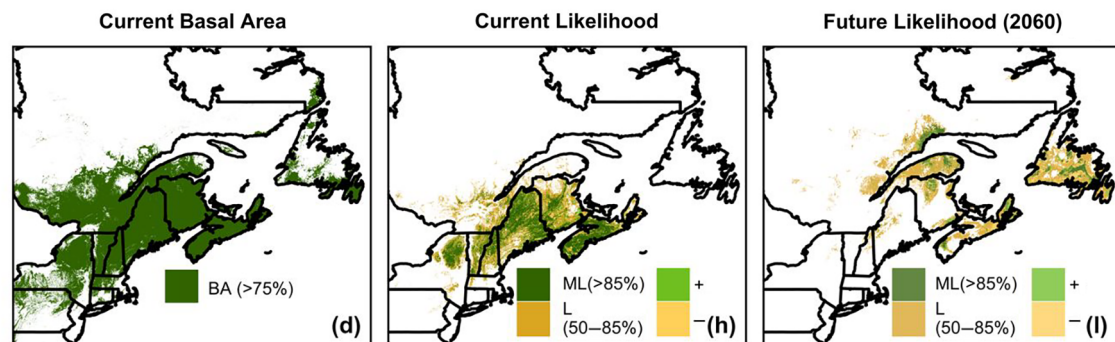 Current Basal Area
Current Likelihood
Future Likelihood (2060)
BA (>75%)
(d)
ML(>85%)
+
L
(50–85%)
–
(h)
ML(>85%)
+
L
(50–85%)
–
(l)